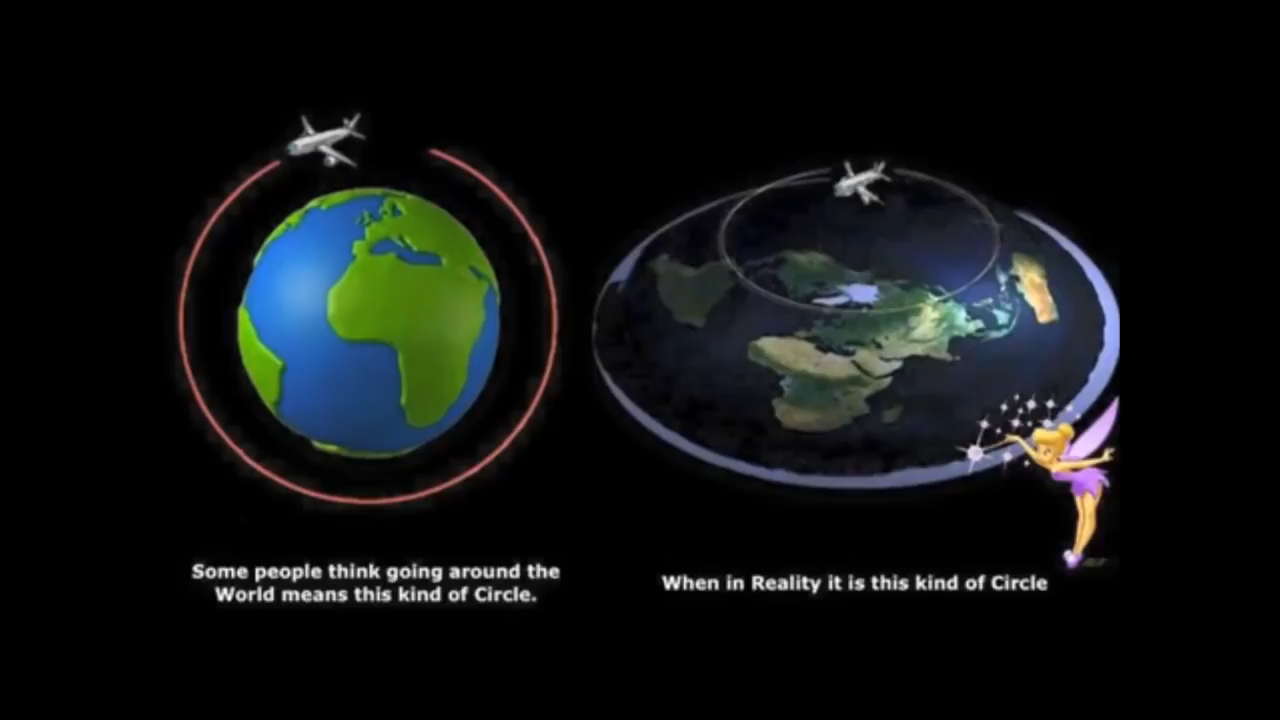 Some people think going around the
World means this kind of Circle.
When in Reality it is this kind of Circle